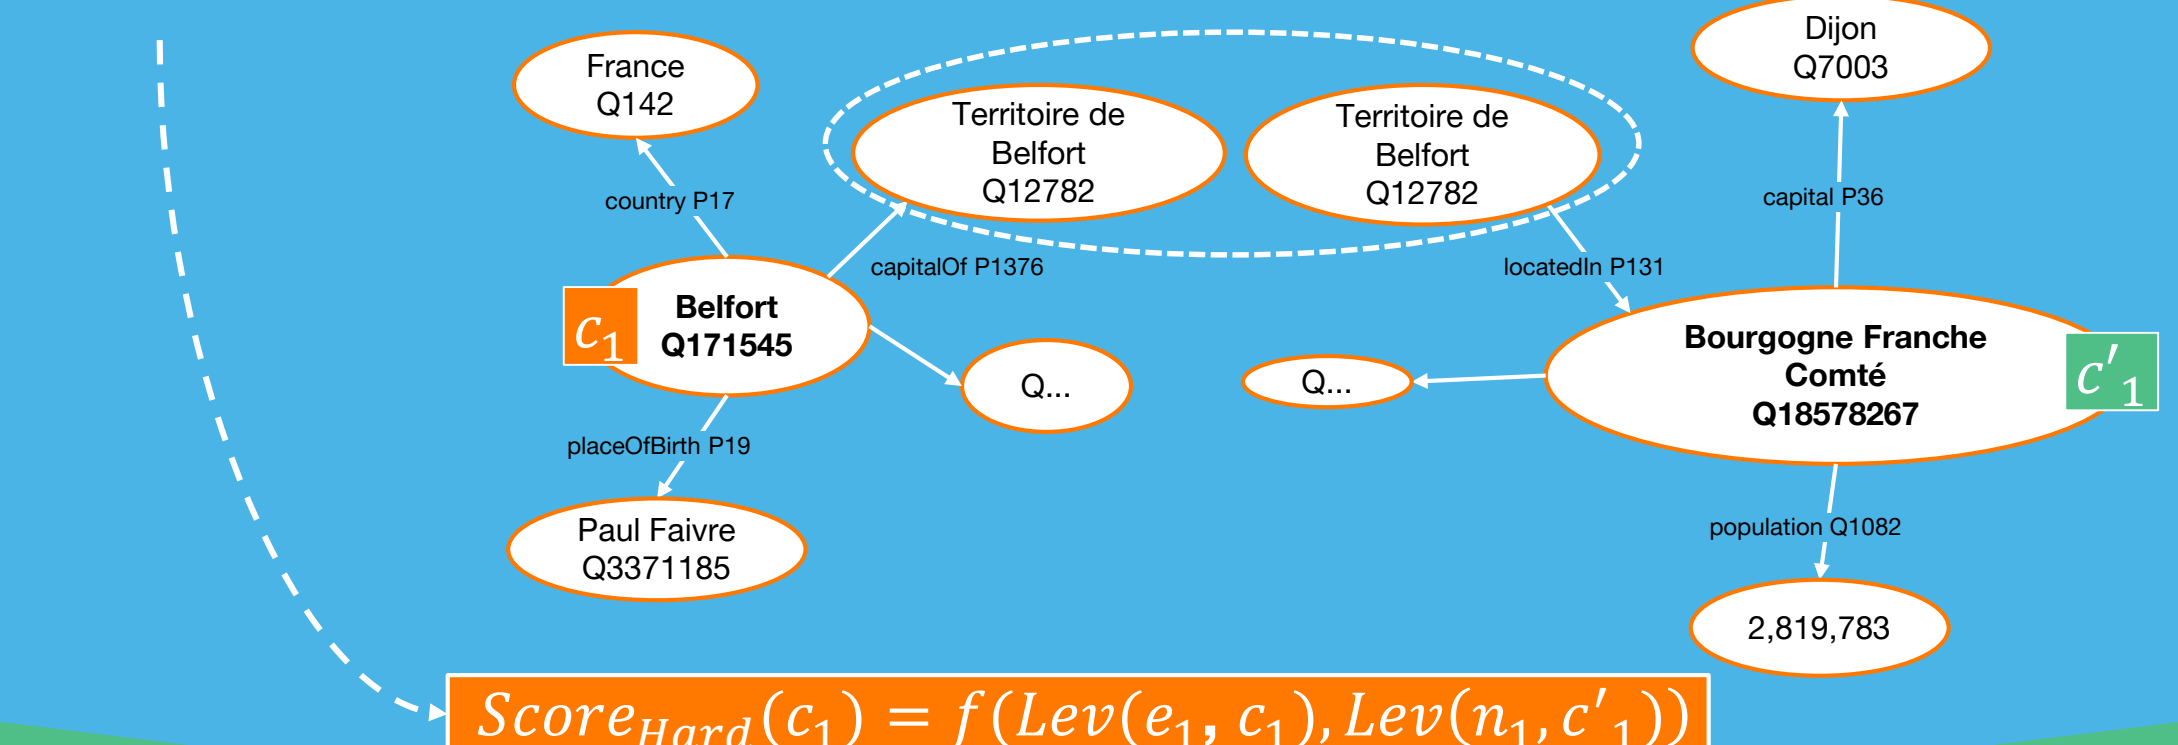 France
Q142
Territoire de
Belfort
Q12782
Territoire de
Belfort
Q12782
Dijon
Q7003
country P17
capital P36
capitalOf P1376
locatedIn P131
c₁
Belfort
Q171545
Q...
Q...
Bourgogne Franche
Comté
Q18578267
c'₁
placeOfBirth P19
Paul Faivre
Q3371185
population Q1082
2,819,783
Score_Hard(c₁) = f(Lev(e₁, c₁), Lev(n₁, c'₁))